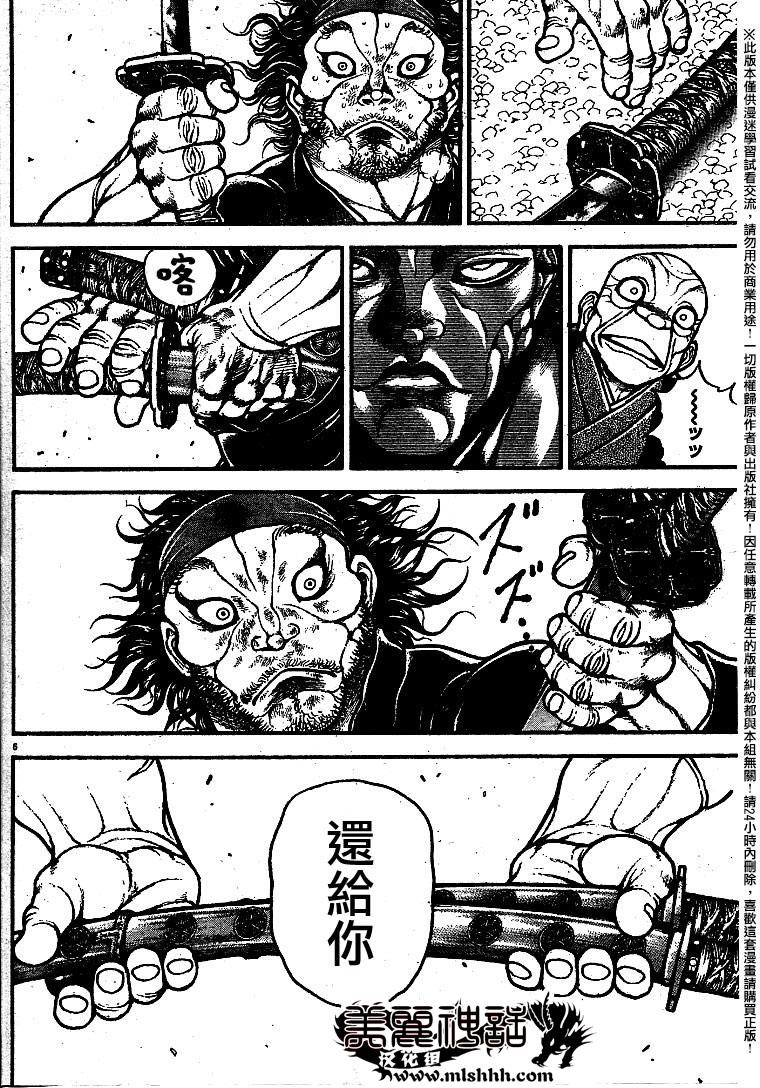 ※此版本僅供漫迷學習試看交流，請勿用於商業用途！一切版權歸原作者與出版社擁有！因任意轉載所產生的版權糾紛都與本組無關！請24小時內刪除，喜歡這套漫畫請購買正版！
〜〜ッッ
喀
ズズ…
6
還給你
美麗神話
汉化组
www.mlshhh.com